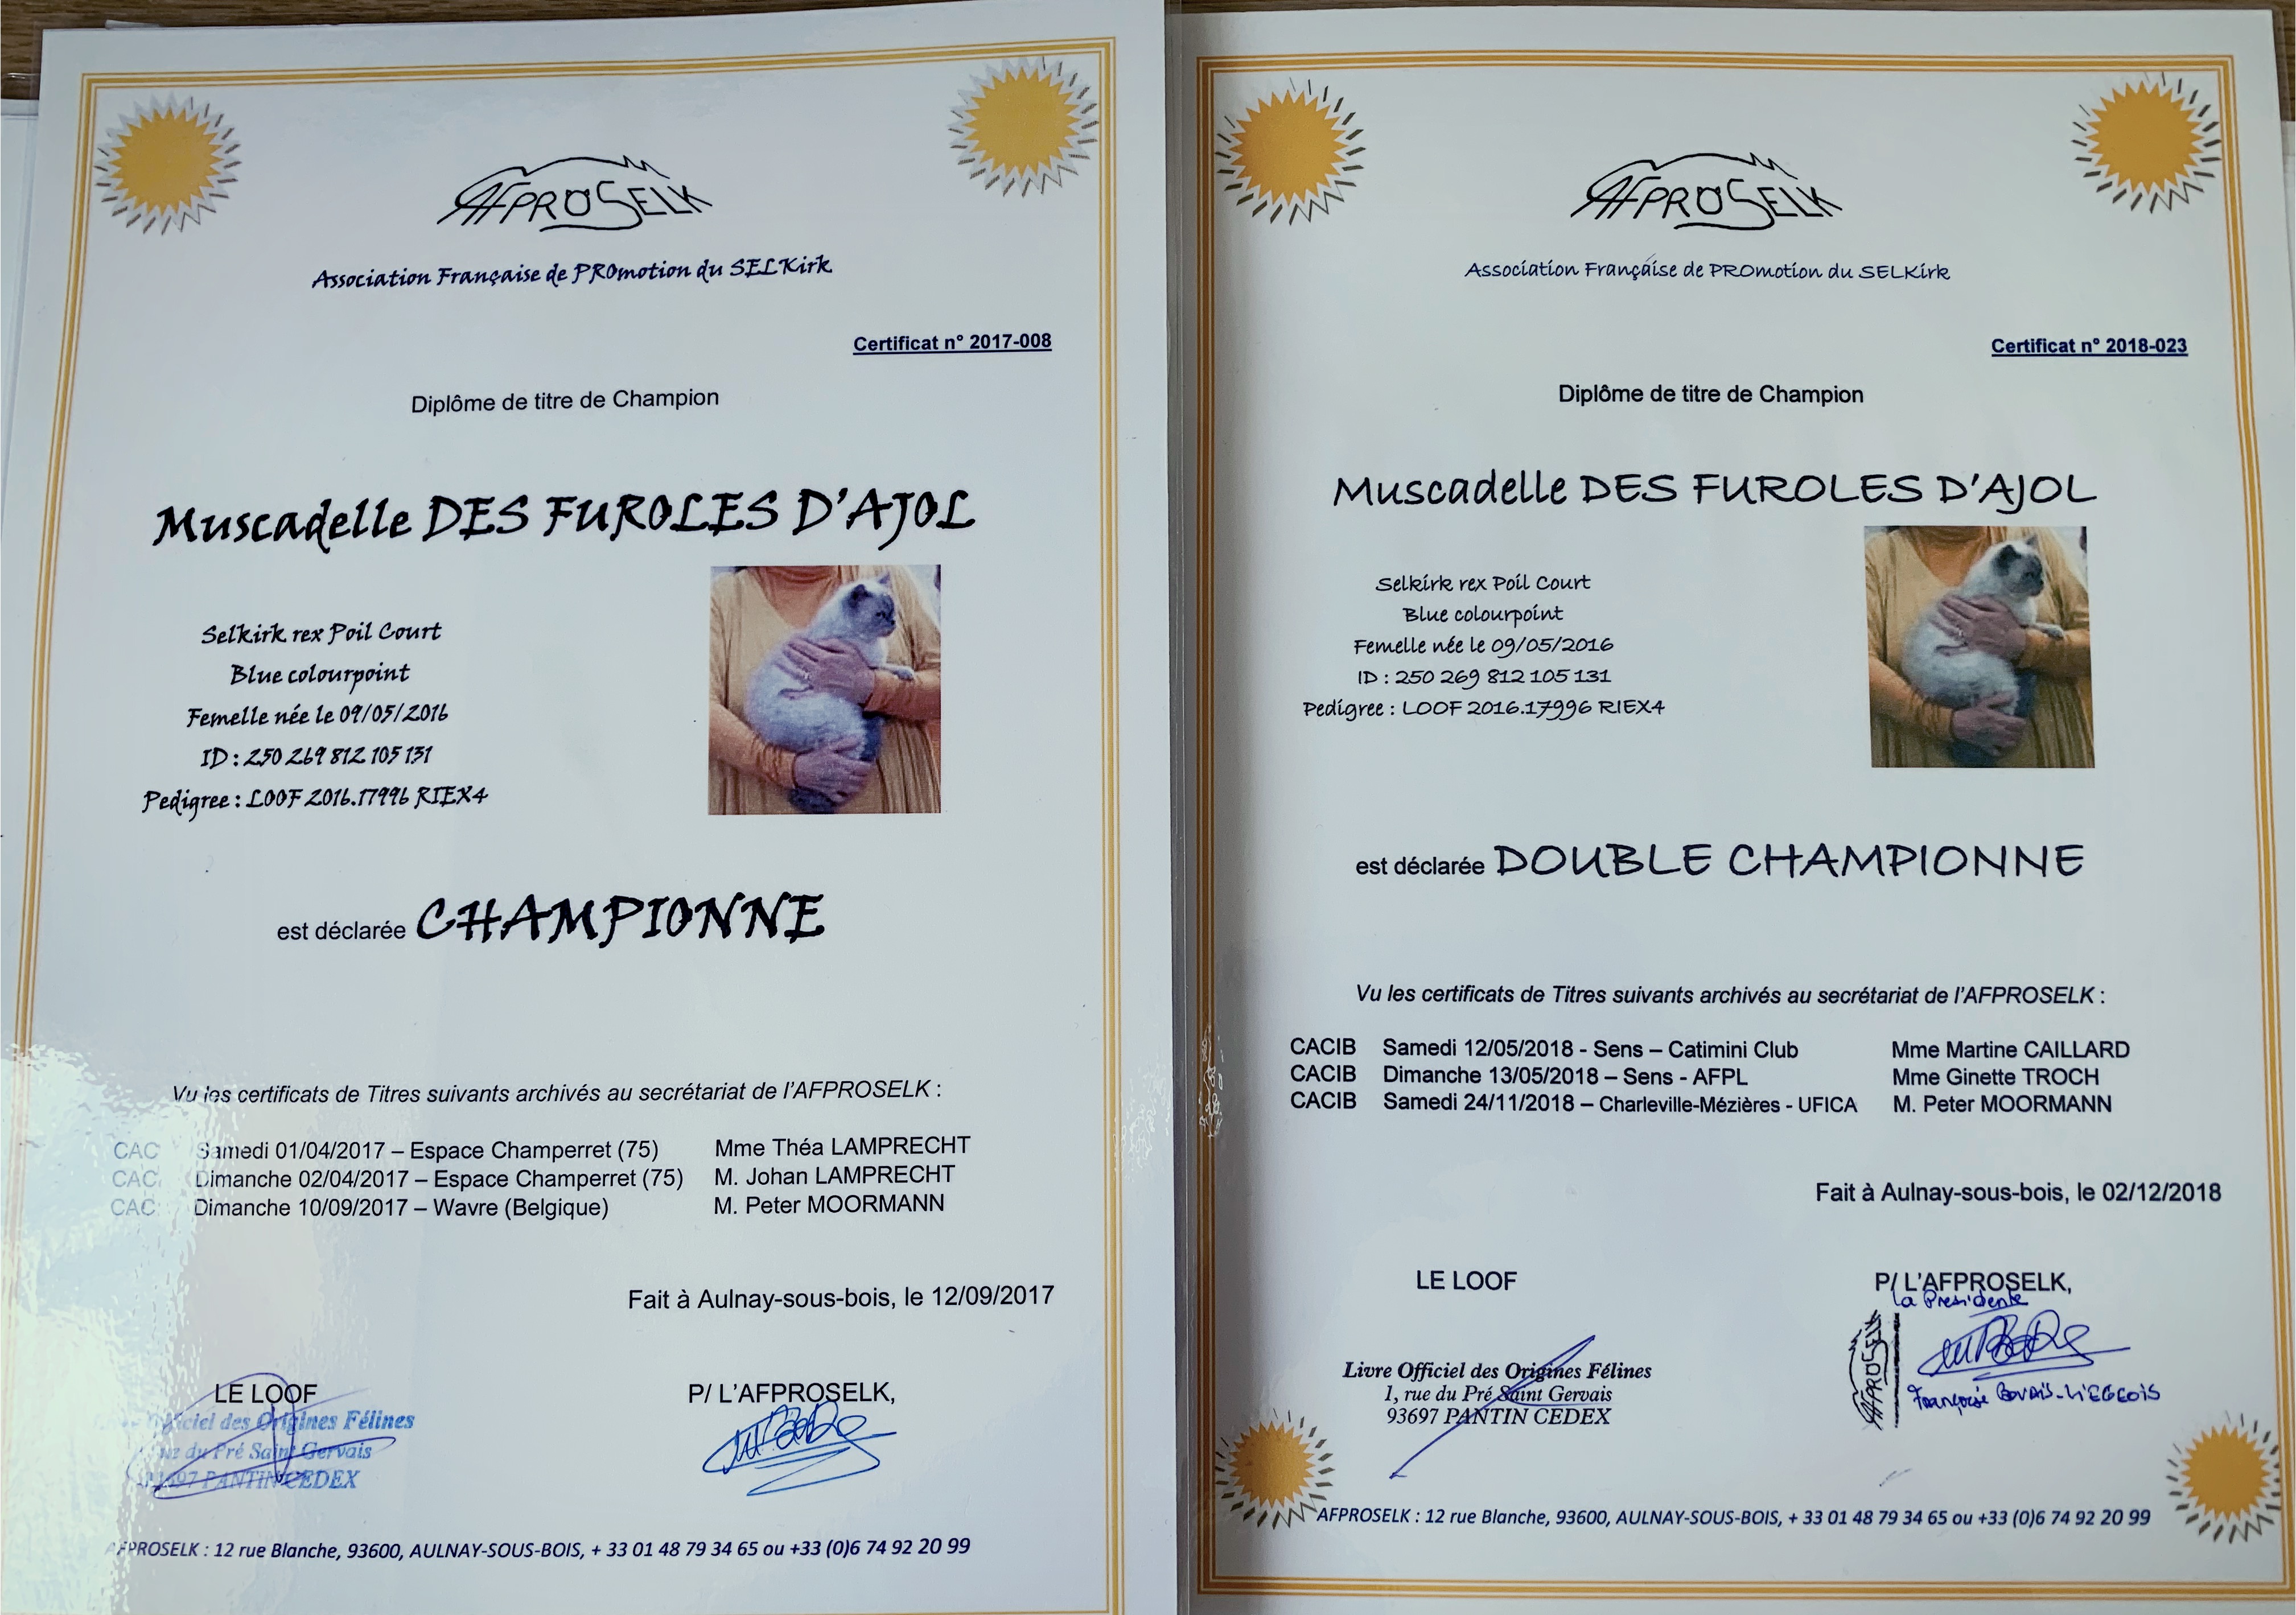 AFPROSELK
Association Française de PROmotion du SELKirk
Certificat n° 2017-008
Diplôme de titre de Champion
Muscadelle DES FUROLES D'AJOL
Selkirk rex Poil Court
Blue colourpoint
Femelle née le 09/05/2016
ID : 250 269 812 105 131
Pedigree : LOOF 2016.17996 RIEX4
est déclarée CHAMPIONNE
Vu les certificats de Titres suivants archivés au secrétariat de l'AFPROSELK :
CAC Samedi 01/04/2017 – Espace Champerret (75) Mme Théa LAMPRECHT
CAC Dimanche 02/04/2017 – Espace Champerret (75) M. Johan LAMPRECHT
CAC Dimanche 10/09/2017 – Wavre (Belgique) M. Peter MOORMANN
Fait à Aulnay-sous-bois, le 12/09/2017
LE LOOF P/ L'AFPROSELK,
Officiel des Origines Félines
du Pré Saint Gervais
PANTIN CEDEX
AFPROSELK : 12 rue Blanche, 93600, AULNAY-SOUS-BOIS, + 33 01 48 79 34 65 ou +33 (0)6 74 92 20 99
AFPROSELK
Association Française de PROmotion du SELKirk
Certificat n° 2018-023
Diplôme de titre de Champion
Muscadelle DES FUROLES D'AJOL
Selkirk rex Poil Court
Blue colourpoint
Femelle née le 09/05/2016
ID : 250 269 812 105 131
Pedigree : LOOF 2016.17996 RIEX4
est déclarée DOUBLE CHAMPIONNE
Vu les certificats de Titres suivants archivés au secrétariat de l'AFPROSELK :
CACIB Samedi 12/05/2018 - Sens – Catimini Club Mme Martine CAILLARD
CACIB Dimanche 13/05/2018 – Sens - AFPL Mme Ginette TROCH
CACIB Samedi 24/11/2018 – Charleville-Mézières - UFICA M. Peter MOORMANN
Fait à Aulnay-sous-bois, le 02/12/2018
LE LOOF P/ L'AFPROSELK,
la Présidente
AFPROSELK
Livre Officiel des Origines Félines
1, rue du Pré Saint Gervais
93697 PANTIN CEDEX
Françoise
AFPROSELK : 12 rue Blanche, 93600, AULNAY-SOUS-BOIS, + 33 01 48 79 34 65 ou +33 (0)6 74 92 20 99